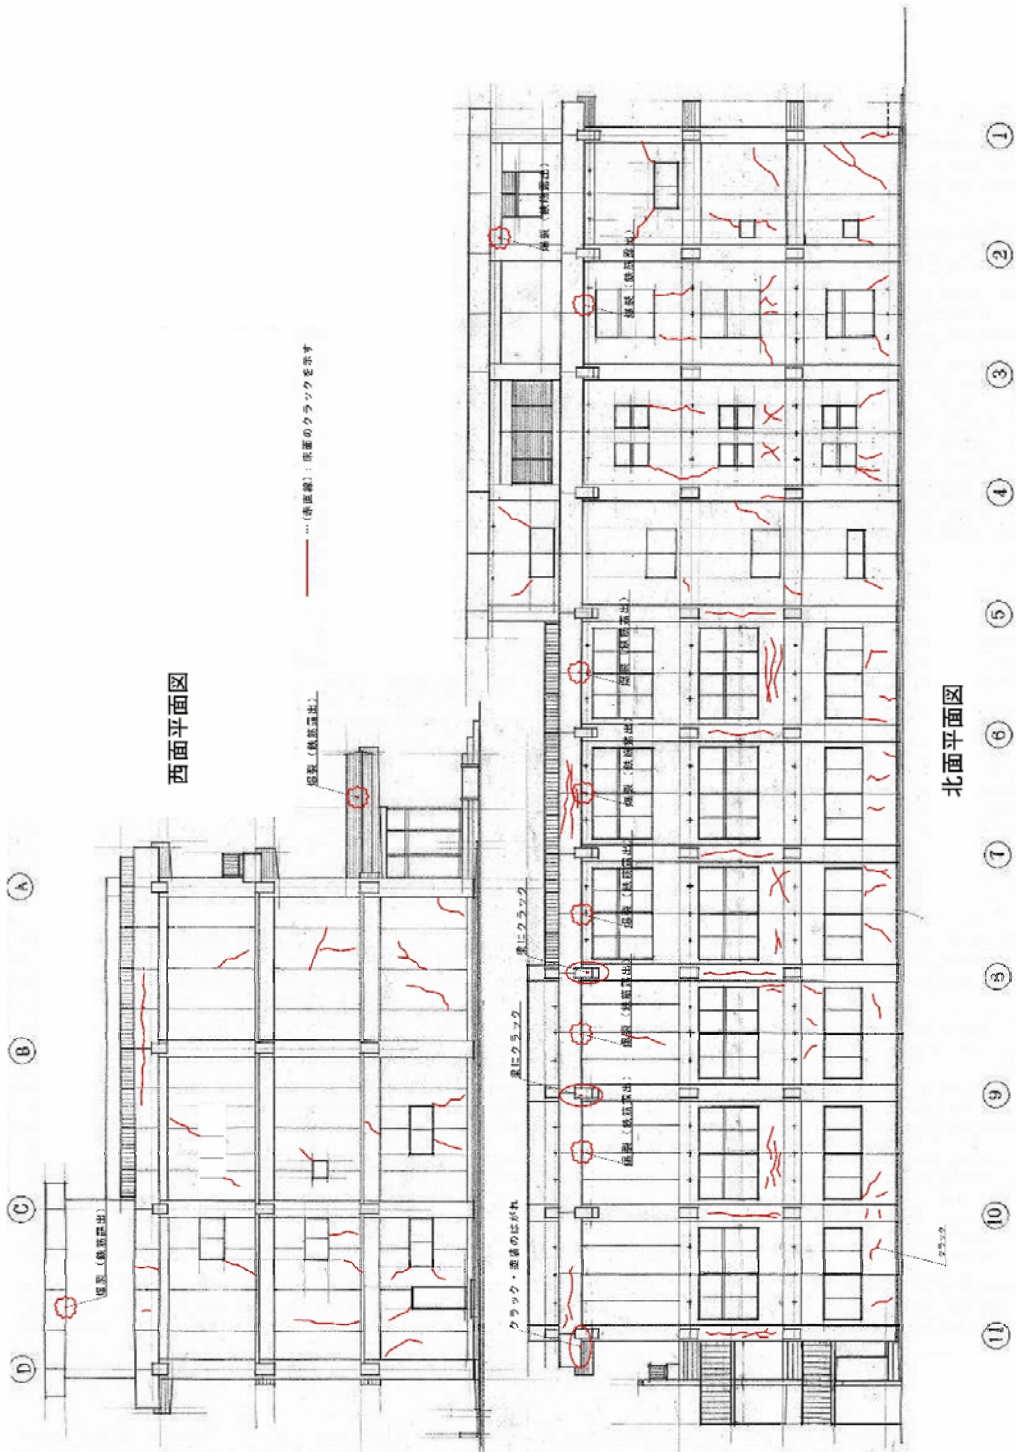 西面平面図
…(赤直線):床面のクラックを示す
爆裂(鉄筋露出)
爆裂(鉄筋露出)
Ⓐ
Ⓑ
Ⓒ
Ⓓ
北面平面図
爆裂(鉄筋露出)
爆裂(鉄筋露出)
爆裂(鉄筋露出)
爆裂(鉄筋露出)
爆裂(鉄筋露出)
梁にクラック
爆裂(鉄筋露出)
梁にクラック
爆裂(鉄筋露出)
クラック・塗装のはがれ
クラック
①
②
③
④
⑤
⑥
⑦
⑧
⑨
⑩
⑪